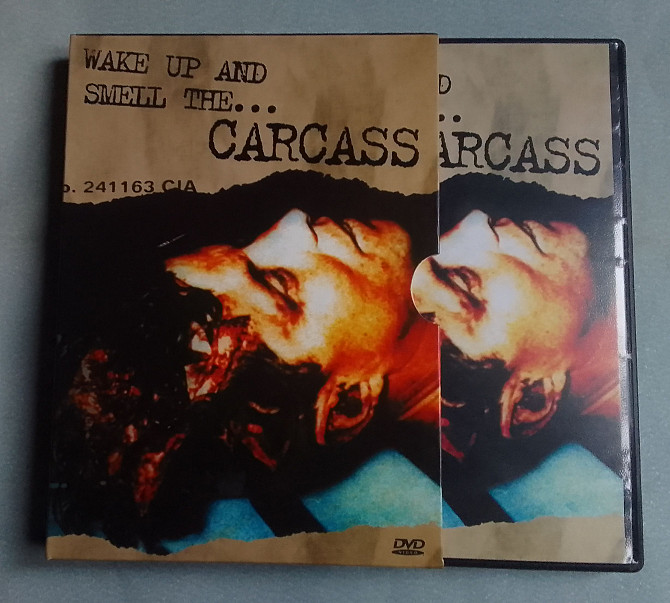 WAKE UP AND
SMELL THE...
CARCASS
o. 241163 CIA
DVD
VIDEO
D
..
ARCASS